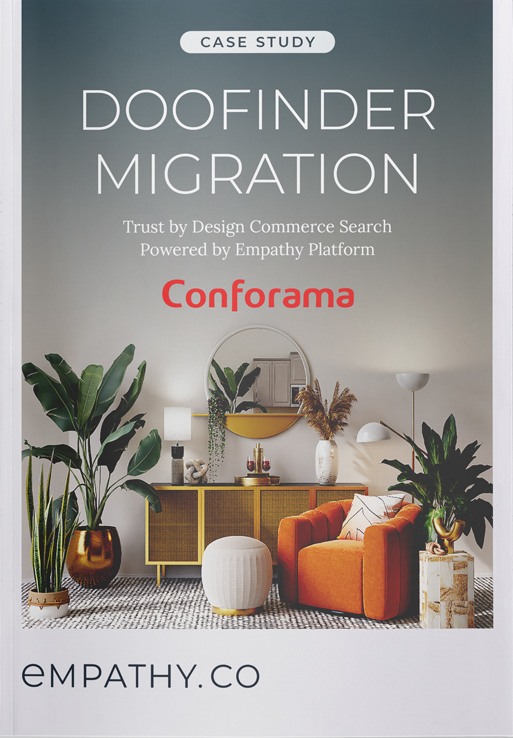 CASE STUDY
DOOFINDER
MIGRATION
Trust by Design Commerce Search
Powered by Empathy Platform
Conforama
eMPATHY.CO